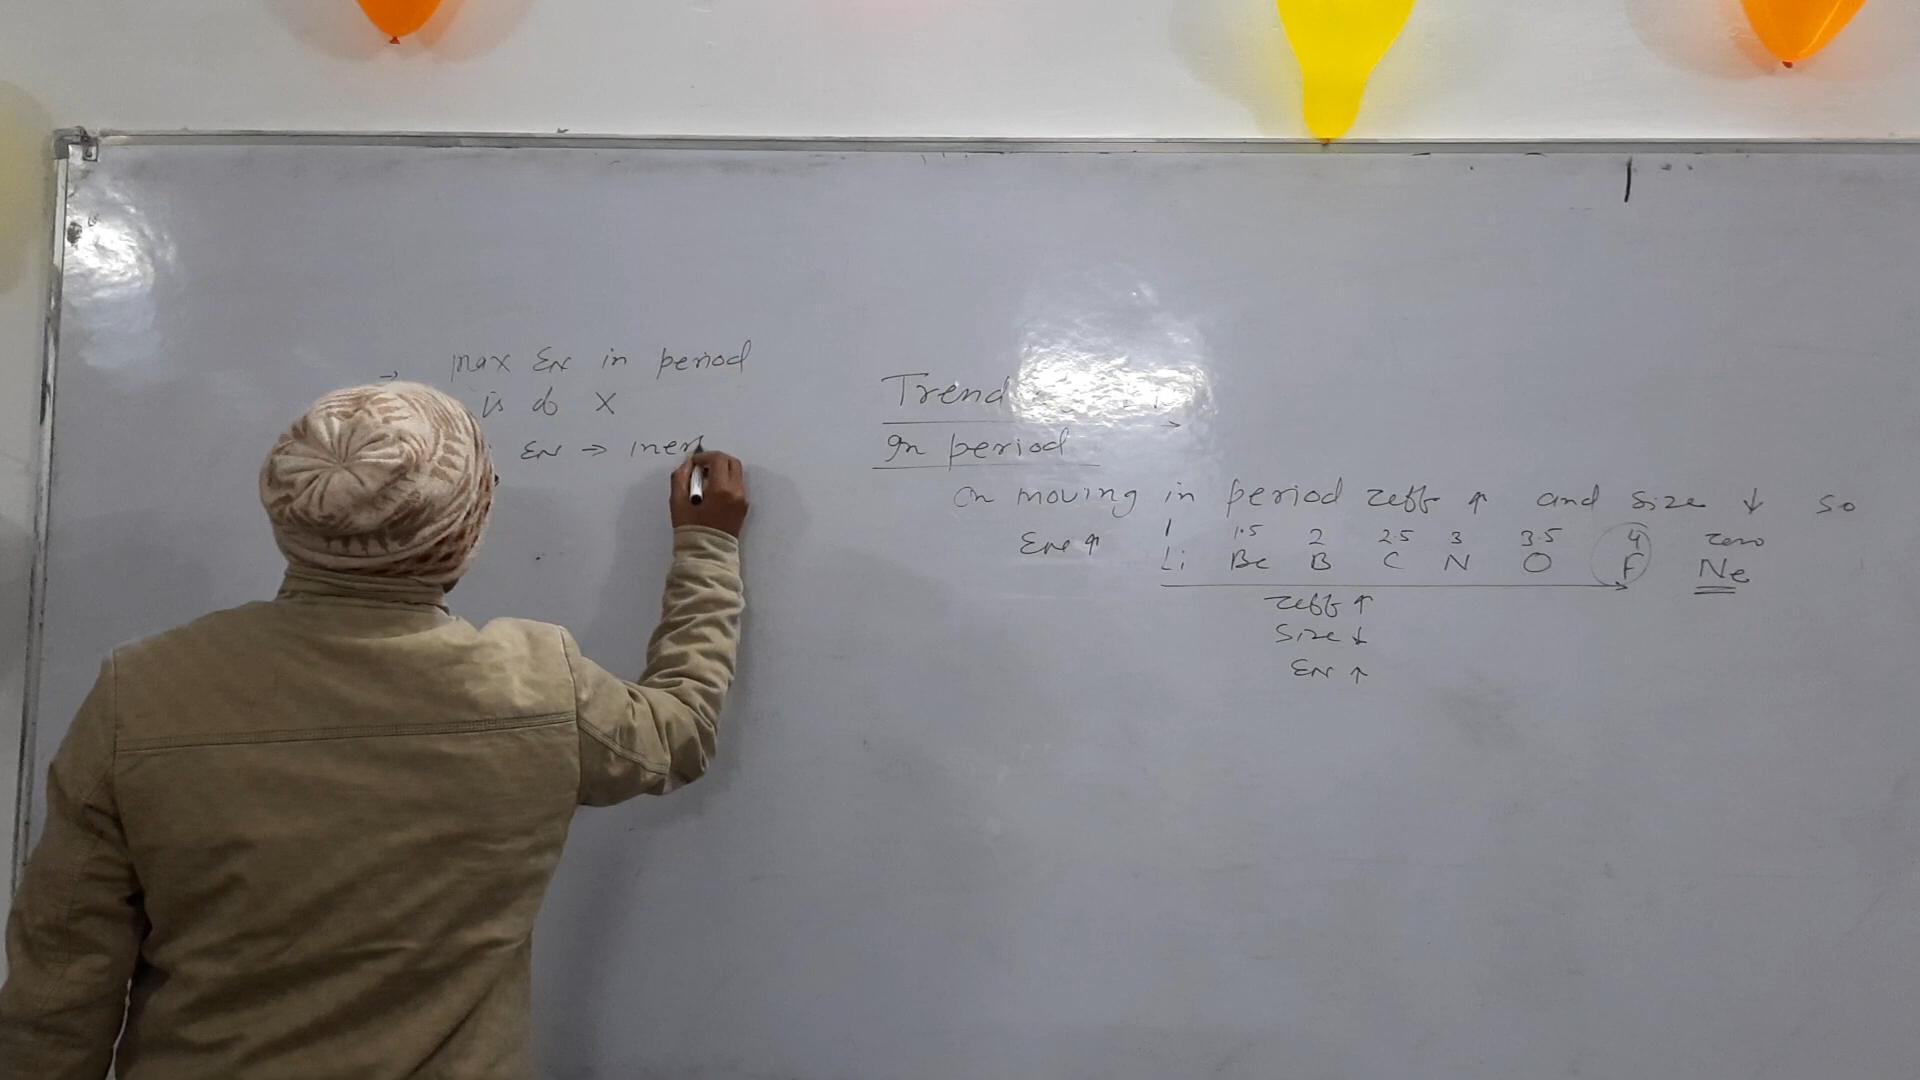 max EN in period
is of X
EN → inert
Trend
In period
On moving in period Zeff ↑ and size ↓ so
EN ↑
1 1.5 2 2.5 3 3.5 4 zero
Li Be B C N O F Ne
Zeff ↑
Size ↓
EN ↑